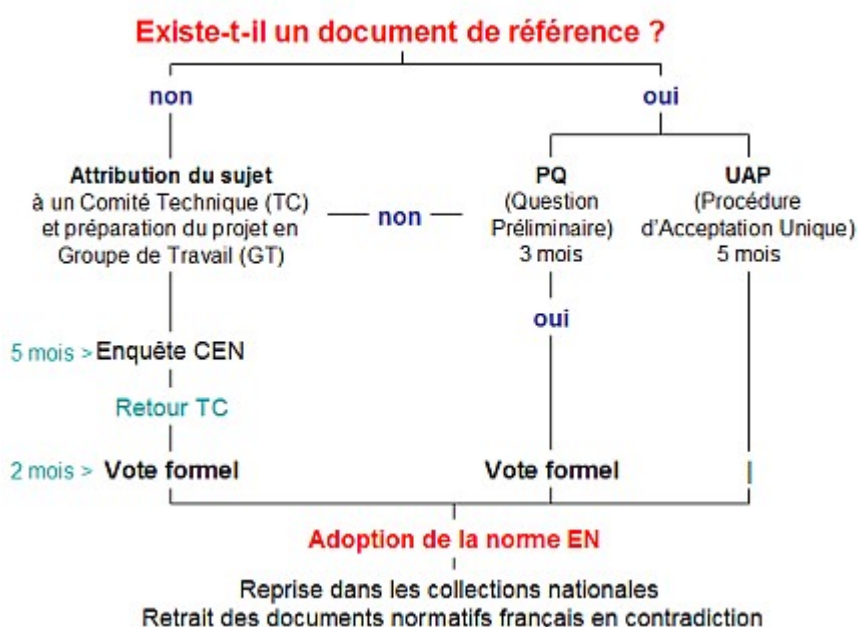 Existe-t-il un document de référence ?
non
oui
Attribution du sujet
à un Comité Technique (TC)
et préparation du projet en
Groupe de Travail (GT)
non
PQ
(Question
Préliminaire)
3 mois
UAP
(Procédure
d'Acceptation Unique)
5 mois
oui
5 mois > Enquête CEN
Retour TC
2 mois > Vote formel
Vote formel
Adoption de la norme EN
Reprise dans les collections nationales
Retrait des documents normatifs français en contradiction